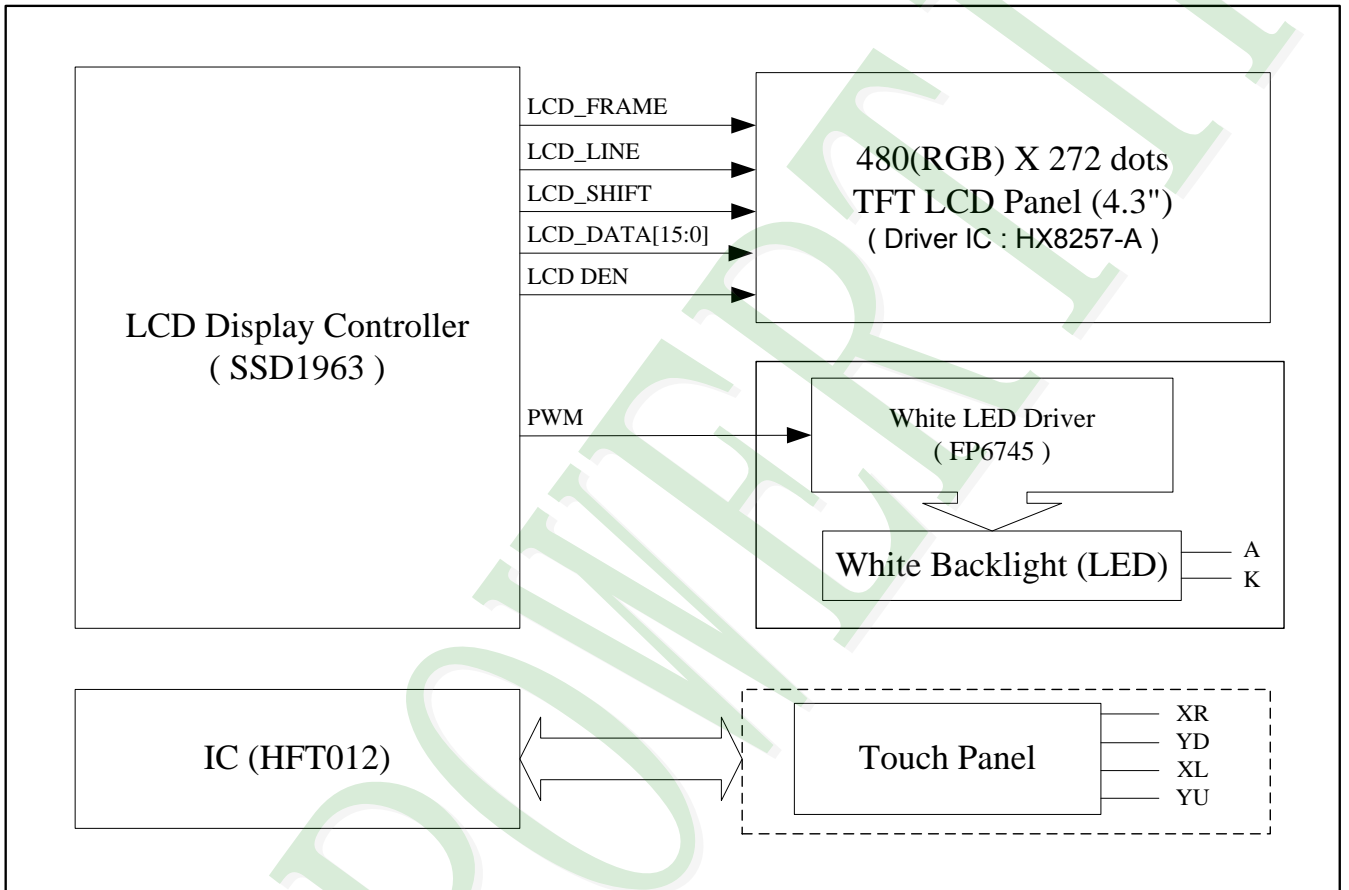 LCD Display Controller
( SSD1963 )
LCD_FRAME
LCD_LINE
LCD_SHIFT
LCD_DATA[15:0]
LCD DEN
PWM
480(RGB) X 272 dots
TFT LCD Panel (4.3")
( Driver IC : HX8257-A )
White LED Driver
( FP6745 )
White Backlight (LED)
A
K
IC (HFT012)
Touch Panel
XR
YD
XL
YU
POWERTI